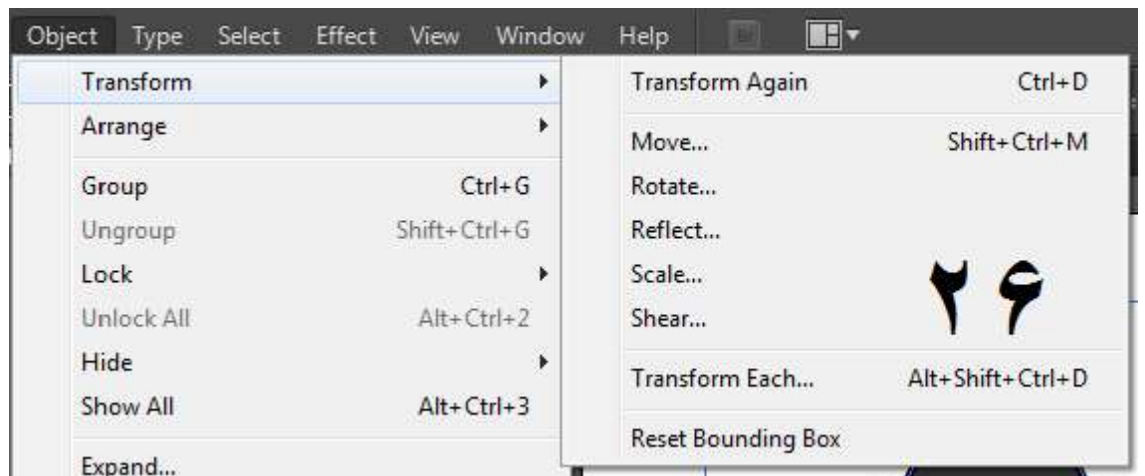 Object Type Select Effect View Window Help
Transform
Arrange
Group Ctrl+G
Ungroup Shift+Ctrl+G
Lock
Unlock All Alt+Ctrl+2
Hide
Show All Alt+Ctrl+3
Expand...
Transform Again Ctrl+D
Move... Shift+Ctrl+M
Rotate...
Reflect...
Scale...
Shear...
۲۶
Transform Each... Alt+Shift+Ctrl+D
Reset Bounding Box